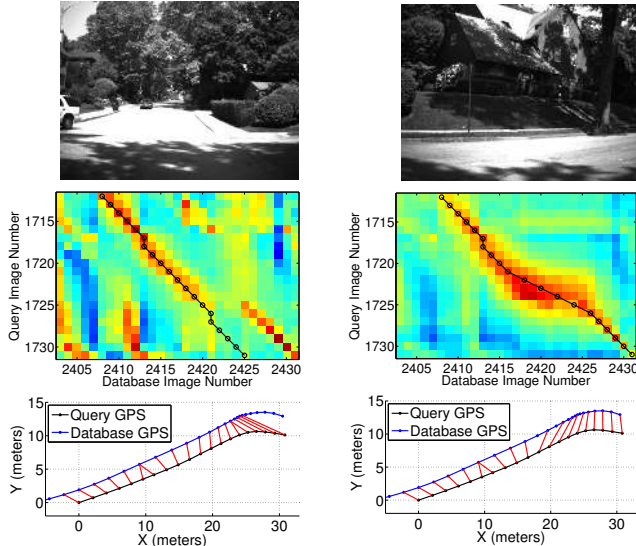 1715
1720
1725
1730
Query Image Number
2405 2410 2415 2420 2425 2430
Database Image Number
1715
1720
1725
1730
Query Image Number
2405 2410 2415 2420 2425 2430
Database Image Number
15
10
5
0
Y (meters)
Query GPS
Database GPS
0 10 20 30
X (meters)
15
10
5
0
Y (meters)
Query GPS
Database GPS
0 10 20 30
X (meters)